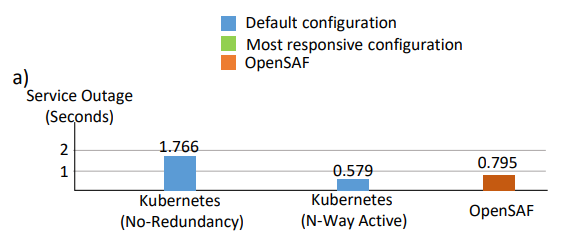 Default configuration
Most responsive configuration
OpenSAF
a)
Service Outage
(Seconds)
2
1
1.766
0.579
0.795
Kubernetes
(No-Redundancy)
Kubernetes
(N-Way Active)
OpenSAF